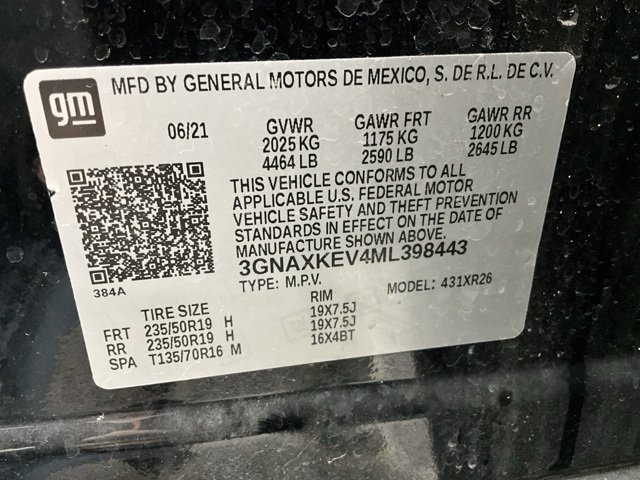 gm
MFD BY GENERAL MOTORS DE MEXICO, S. DE R.L. DE C.V.
06/21 GVWR GAWR FRT GAWR RR
2025 KG 1175 KG 1200 KG
4464 LB 2590 LB 2645 LB
THIS VEHICLE CONFORMS TO ALL
APPLICABLE U.S. FEDERAL MOTOR
VEHICLE SAFETY AND THEFT PREVENTION
STANDARDS IN EFFECT ON THE DATE OF
MANUFACTURE SHOWN ABOVE.
3GNAXKEV4ML398443
384A TYPE: M.P.V. MODEL: 431XR26
TIRE SIZE RIM
FRT 235/50R19 H 19X7.5J
RR 235/50R19 H 19X7.5J
SPA T135/70R16 M 16X4BT